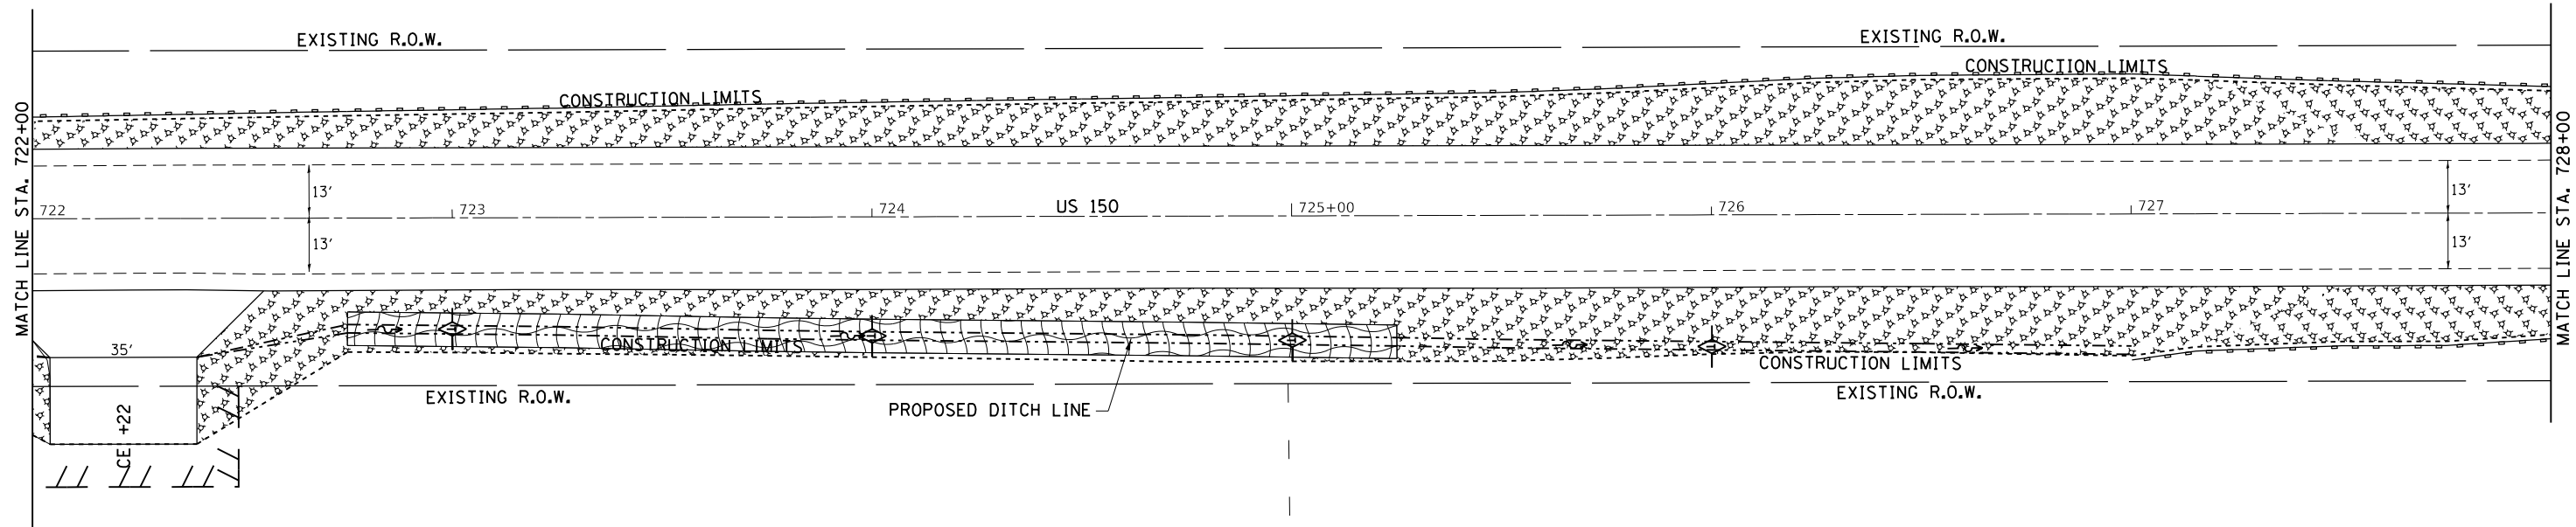 EXISTING R.O.W.
EXISTING R.O.W.
CONSTRUCTION LIMITS
CONSTRUCTION LIMITS
MATCH LINE STA. 722+00
MATCH LINE STA. 728+00
13'
13'
722
723
724
US 150
725+00
726
727
13'
13'
35'
CONSTRUCTION LIMITS
CONSTRUCTION LIMITS
EXISTING R.O.W.
EXISTING R.O.W.
PROPOSED DITCH LINE
CE +22